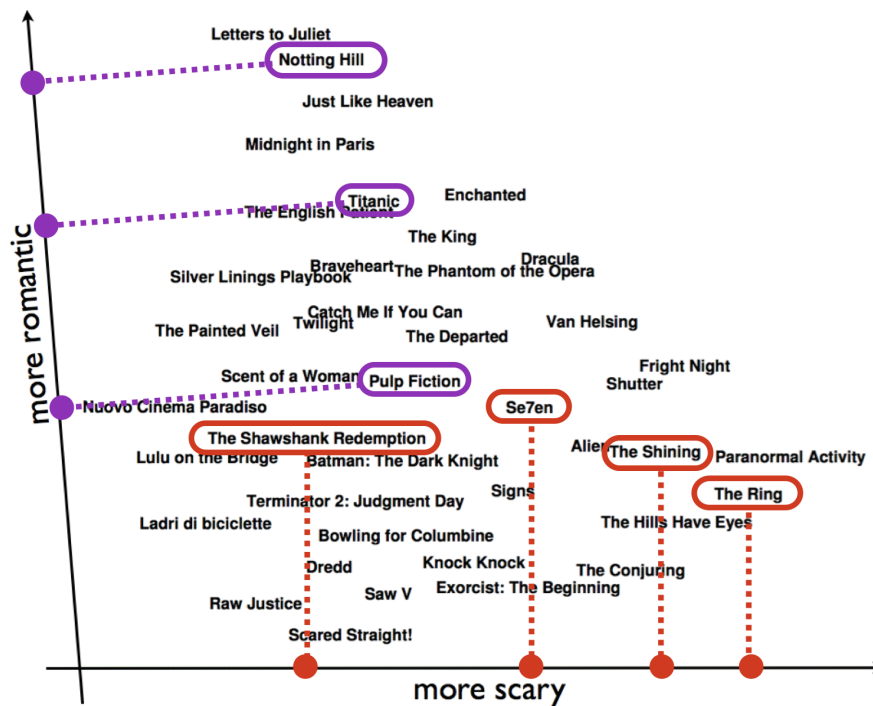 Letters to Juliet
Notting Hill
Just Like Heaven
Midnight in Paris
Enchanted
Titanic
The English Patient
The King
Dracula
Braveheart
The Phantom of the Opera
Silver Linings Playbook
Catch Me If You Can
Twilight
Van Helsing
The Painted Veil
The Departed
Fright Night
Scent of a Woman
Pulp Fiction
Shutter
Nuovo Cinema Paradiso
Se7en
The Shawshank Redemption
Alien
The Shining
Paranormal Activity
Lulu on the Bridge
Batman: The Dark Knight
Signs
The Ring
Terminator 2: Judgment Day
Ladri di biciclette
The Hills Have Eyes
Bowling for Columbine
Knock Knock
Dredd
The Conjuring
Exorcist: The Beginning
Saw V
Raw Justice
Scared Straight!
more romantic
more scary